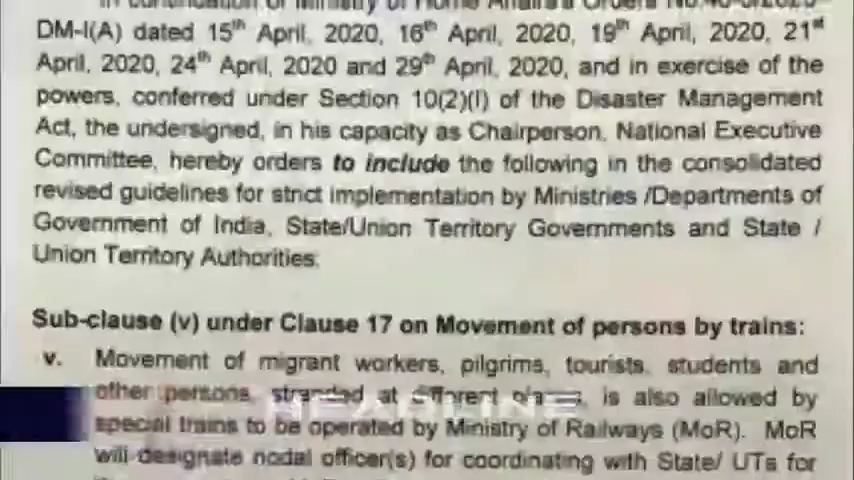 DM-I(A) dated 15th April, 2020, 16th April, 2020, 19th April, 2020, 21st
April, 2020, 24th April, 2020 and 29th April, 2020, and in exercise of the
powers, conferred under Section 10(2)(l) of the Disaster Management
Act, the undersigned, in his capacity as Chairperson, National Executive
Committee, hereby orders to include the following in the consolidated
revised guidelines for strict implementation by Ministries /Departments of
Government of India, State/Union Territory Governments and State /
Union Territory Authorities:
Sub-clause (v) under Clause 17 on Movement of persons by trains:
v. Movement of migrant workers, pilgrims, tourists, students and
other persons, stranded at different places, is also allowed by
HEADLINE
special trains to be operated by Ministry of Railways (MoR). MoR
will designate nodal officer(s) for coordinating with State/ UTs for